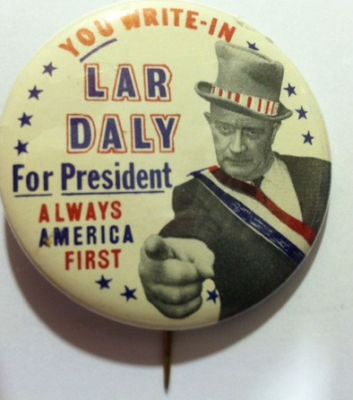 YOU WRITE-IN
LAR
DALY
For President
ALWAYS
AMERICA
FIRST